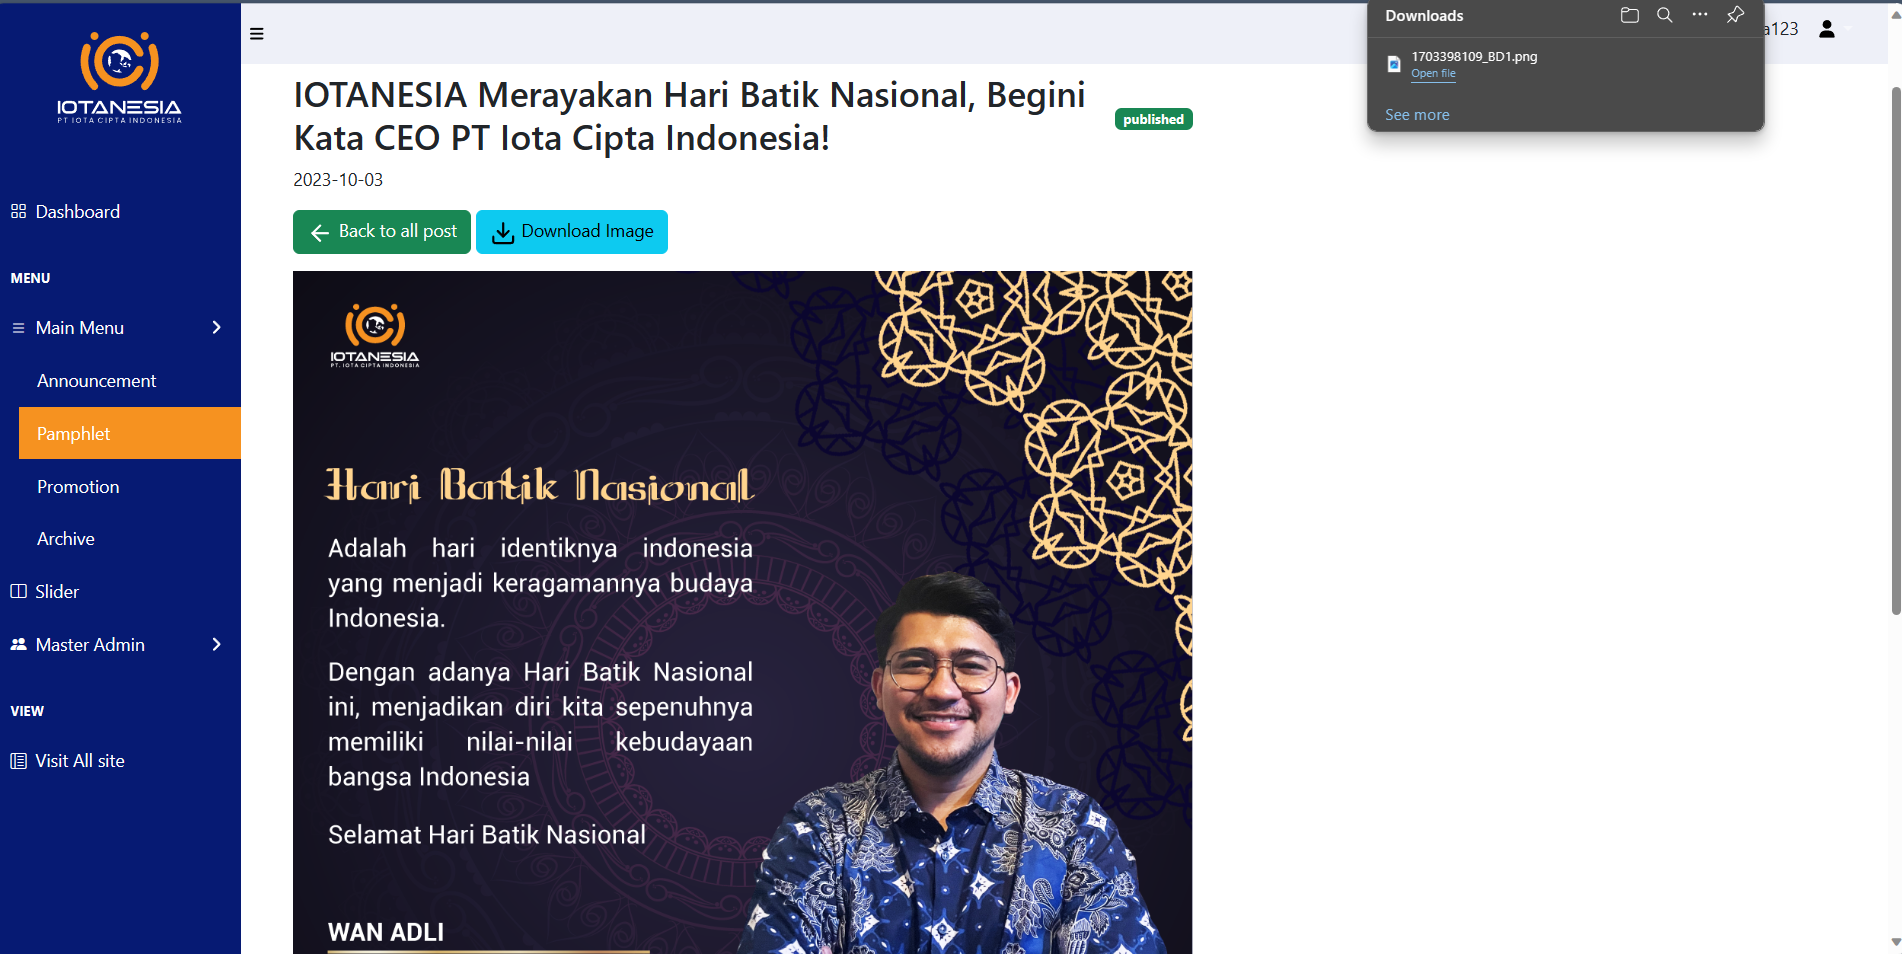 IOTANESIA
PT IOTA CIPTA INDONESIA
Dashboard
MENU
Main Menu
Announcement
Pamphlet
Promotion
Archive
Slider
Master Admin
VIEW
Visit All site
IOTANESIA Merayakan Hari Batik Nasional, Begini
Kata CEO PT Iota Cipta Indonesia!
published
2023-10-03
Back to all post
Download Image
IOTANESIA
PT. IOTA CIPTA INDONESIA
Hari Batik Nasional
Adalah hari identiknya indonesia
yang menjadi keragamannya budaya
Indonesia.
Dengan adanya Hari Batik Nasional
ini, menjadikan diri kita sepenuhnya
memiliki nilai-nilai kebudayaan
bangsa Indonesia
Selamat Hari Batik Nasional
WAN ADLI
Downloads
1703398109_BD1.png
Open file
See more
a123